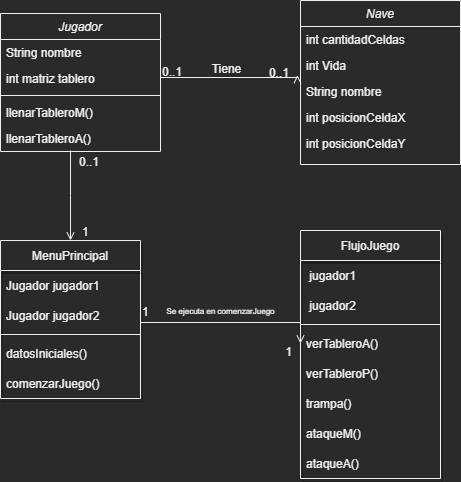 Jugador
String nombre
int matriz tablero
llenarTableroM()
llenarTableroA()
0..1
Tiene
0..1
Nave
int cantidadCeldas
int Vida
String nombre
int posicionCeldaX
int posicionCeldaY
0..1
1
MenuPrincipal
Jugador jugador1
Jugador jugador2
datosIniciales()
comenzarJuego()
1
Se ejecuta en comenzarJuego
1
FlujoJuego
jugador1
jugador2
verTableroA()
verTableroP()
trampa()
ataqueM()
ataqueA()